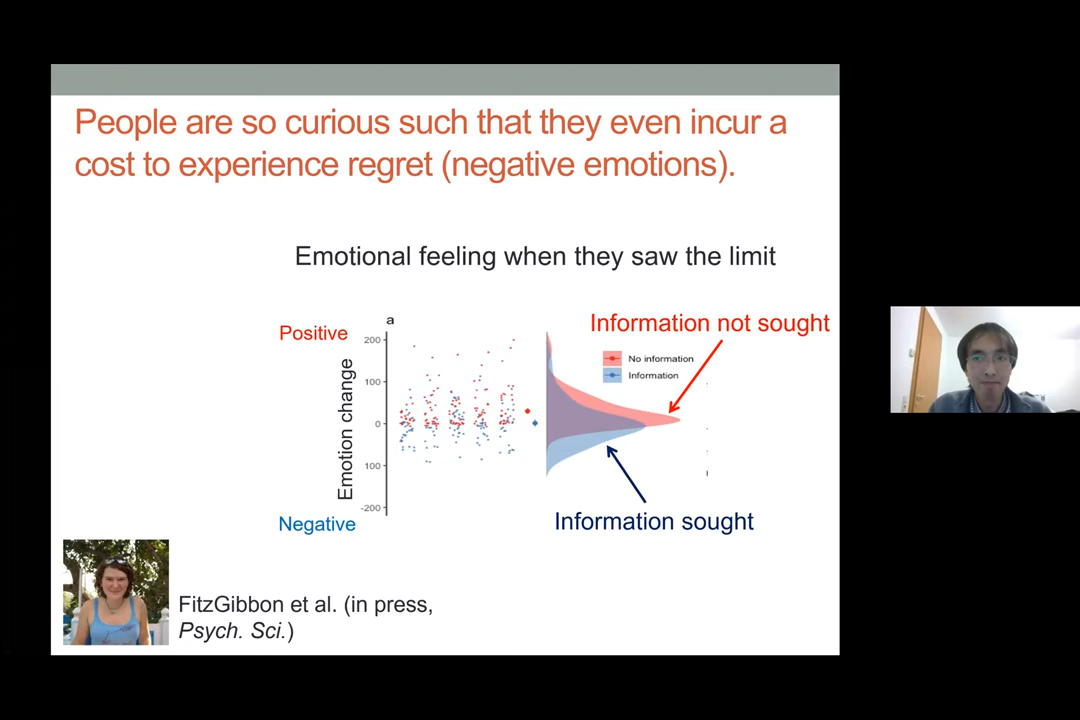 People are so curious such that they even incur a
cost to experience regret (negative emotions).
Emotional feeling when they saw the limit
a
Positive
Information not sought
200
No information
Information
100
Emotion change
0
100
-200
Negative
Information sought
FitzGibbon et al. (in press,
Psych. Sci.)